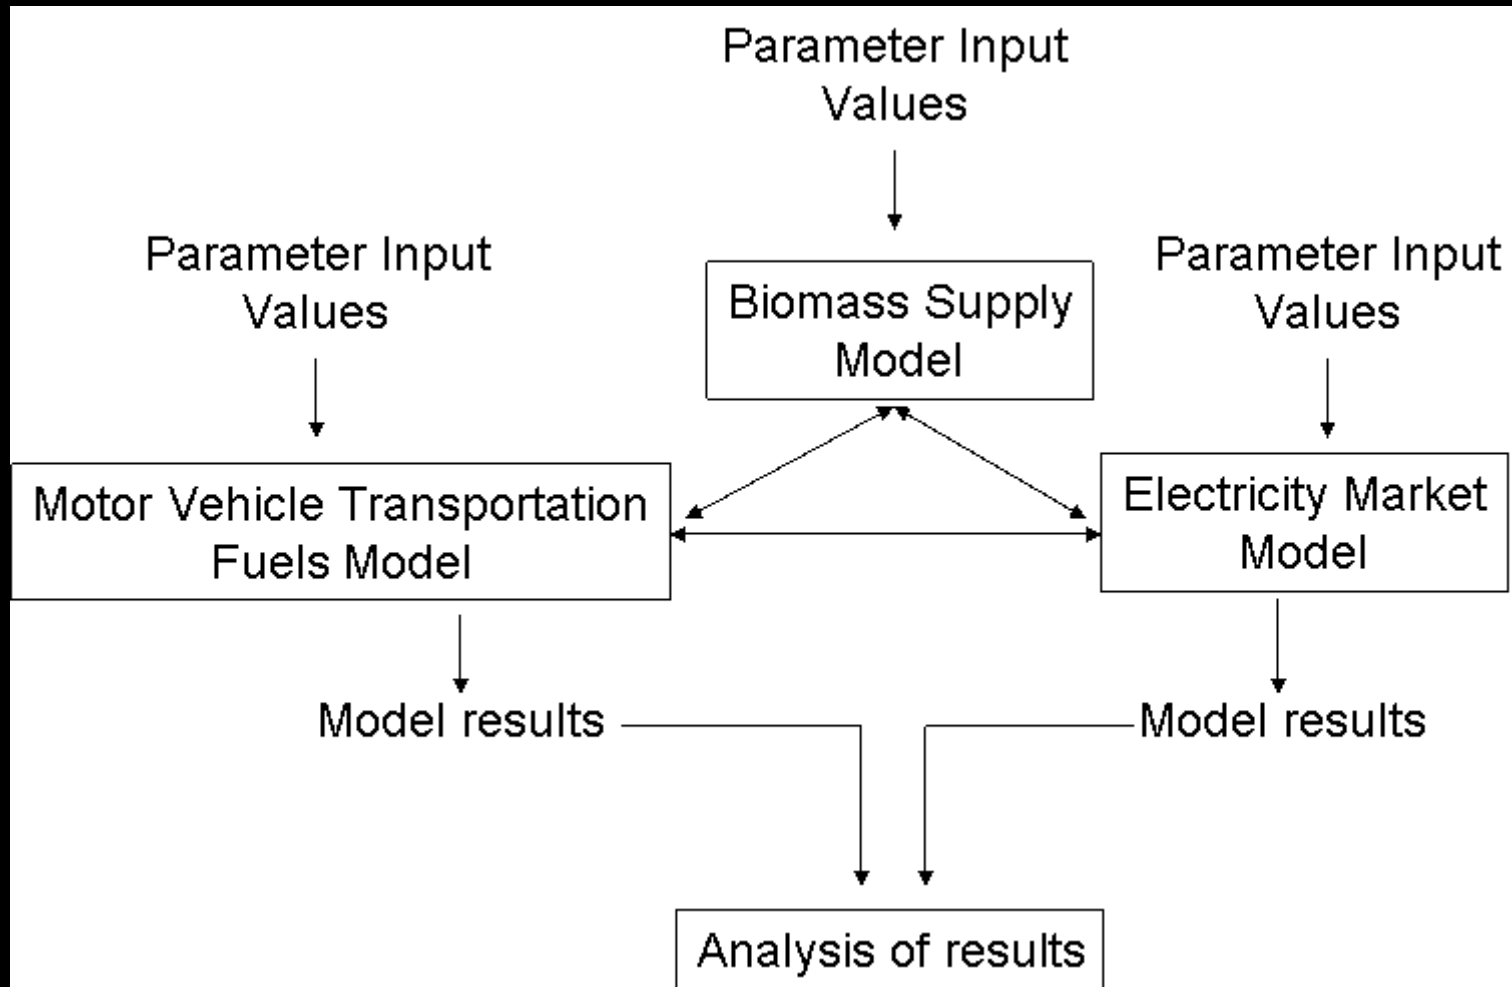 Parameter Input
Values
Parameter Input
Values
Parameter Input
Values
Biomass Supply
Model
Motor Vehicle Transportation
Fuels Model
Electricity Market
Model
Model results
Model results
Analysis of results